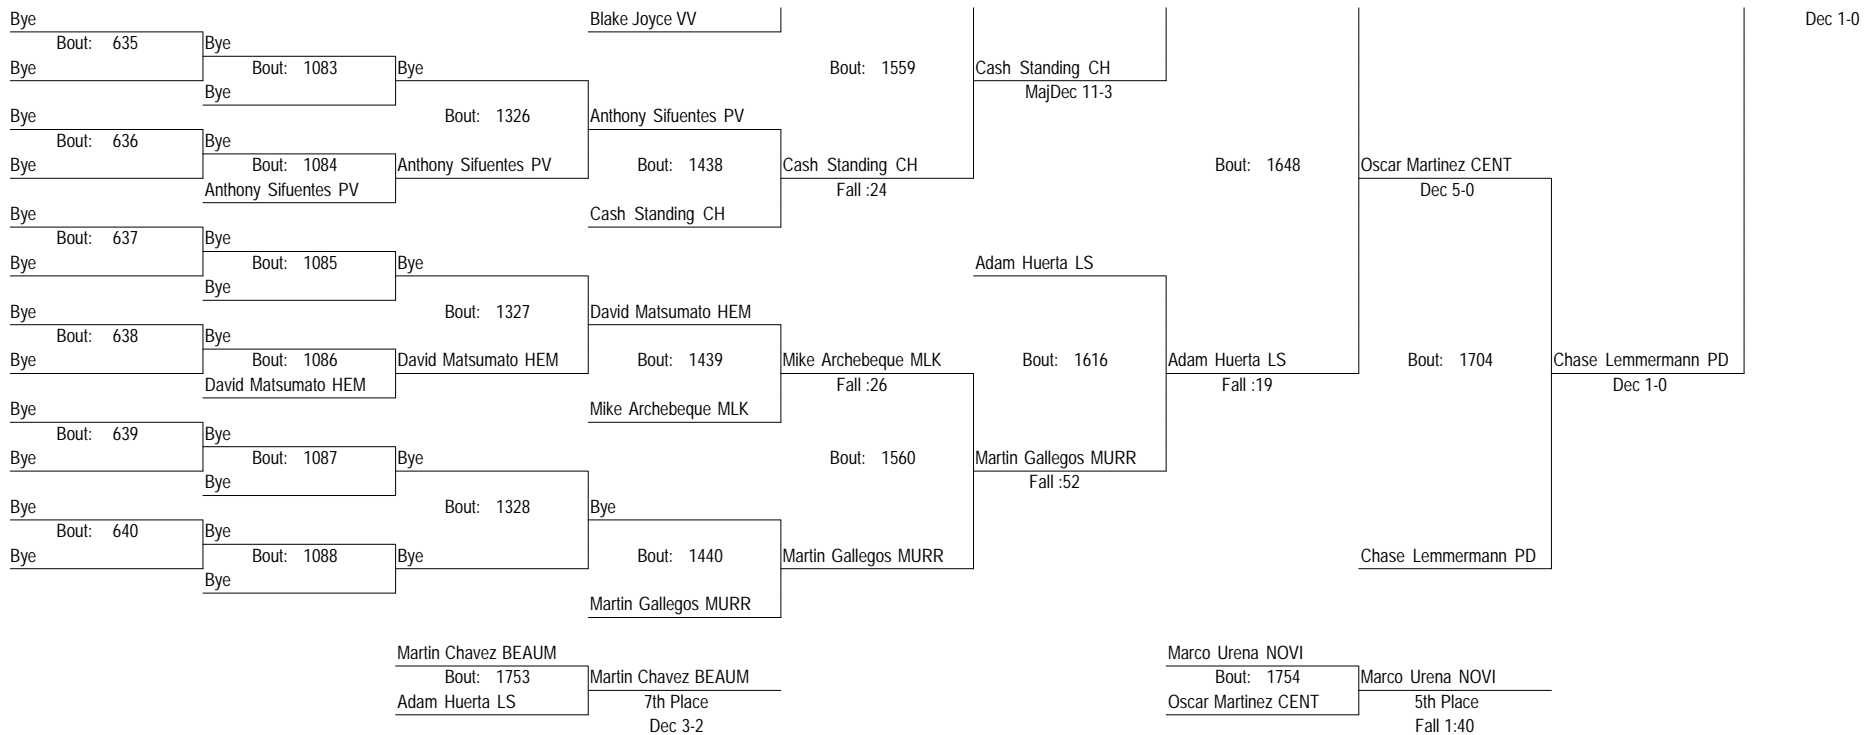 Bye
Blake Joyce VV
Dec 1-0
Bout: 635
Bye
Bye
Bout: 1083
Bye
Bout: 1559
Cash Standing CH
Bye
MajDec 11-3
Bye
Bout: 1326
Anthony Sifuentes PV
Bout: 636
Bye
Bye
Bout: 1084
Anthony Sifuentes PV
Bout: 1438
Cash Standing CH
Bout: 1648
Oscar Martinez CENT
Anthony Sifuentes PV
Fall :24
Dec 5-0
Bye
Cash Standing CH
Bout: 637
Bye
Bye
Bout: 1085
Bye
Adam Huerta LS
Bye
Bye
Bout: 1327
David Matsumato HEM
Bout: 638
Bye
Bye
Bout: 1086
David Matsumato HEM
Bout: 1439
Mike Archebeque MLK
Bout: 1616
Adam Huerta LS
Bout: 1704
Chase Lemmermann PD
David Matsumato HEM
Fall :26
Fall :19
Dec 1-0
Bye
Mike Archebeque MLK
Bout: 639
Bye
Bye
Bout: 1087
Bye
Bout: 1560
Martin Gallegos MURR
Bye
Fall :52
Bye
Bout: 1328
Bye
Bout: 640
Bye
Bye
Bout: 1088
Bye
Bout: 1440
Martin Gallegos MURR
Chase Lemmermann PD
Bye
Martin Gallegos MURR
Martin Chavez BEAUM
Marco Urena NOVI
Bout: 1753
Martin Chavez BEAUM
Bout: 1754
Marco Urena NOVI
Adam Huerta LS
7th Place
Oscar Martinez CENT
5th Place
Dec 3-2
Fall 1:40